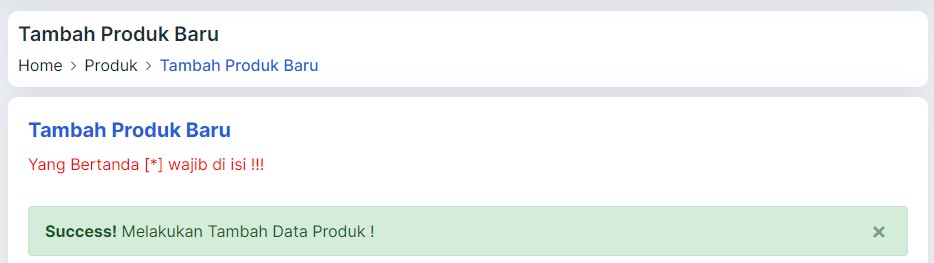 Tambah Produk Baru
Home > Produk > Tambah Produk Baru
Tambah Produk Baru
Yang Bertanda [*] wajib di isi !!!
Success! Melakukan Tambah Data Produk !